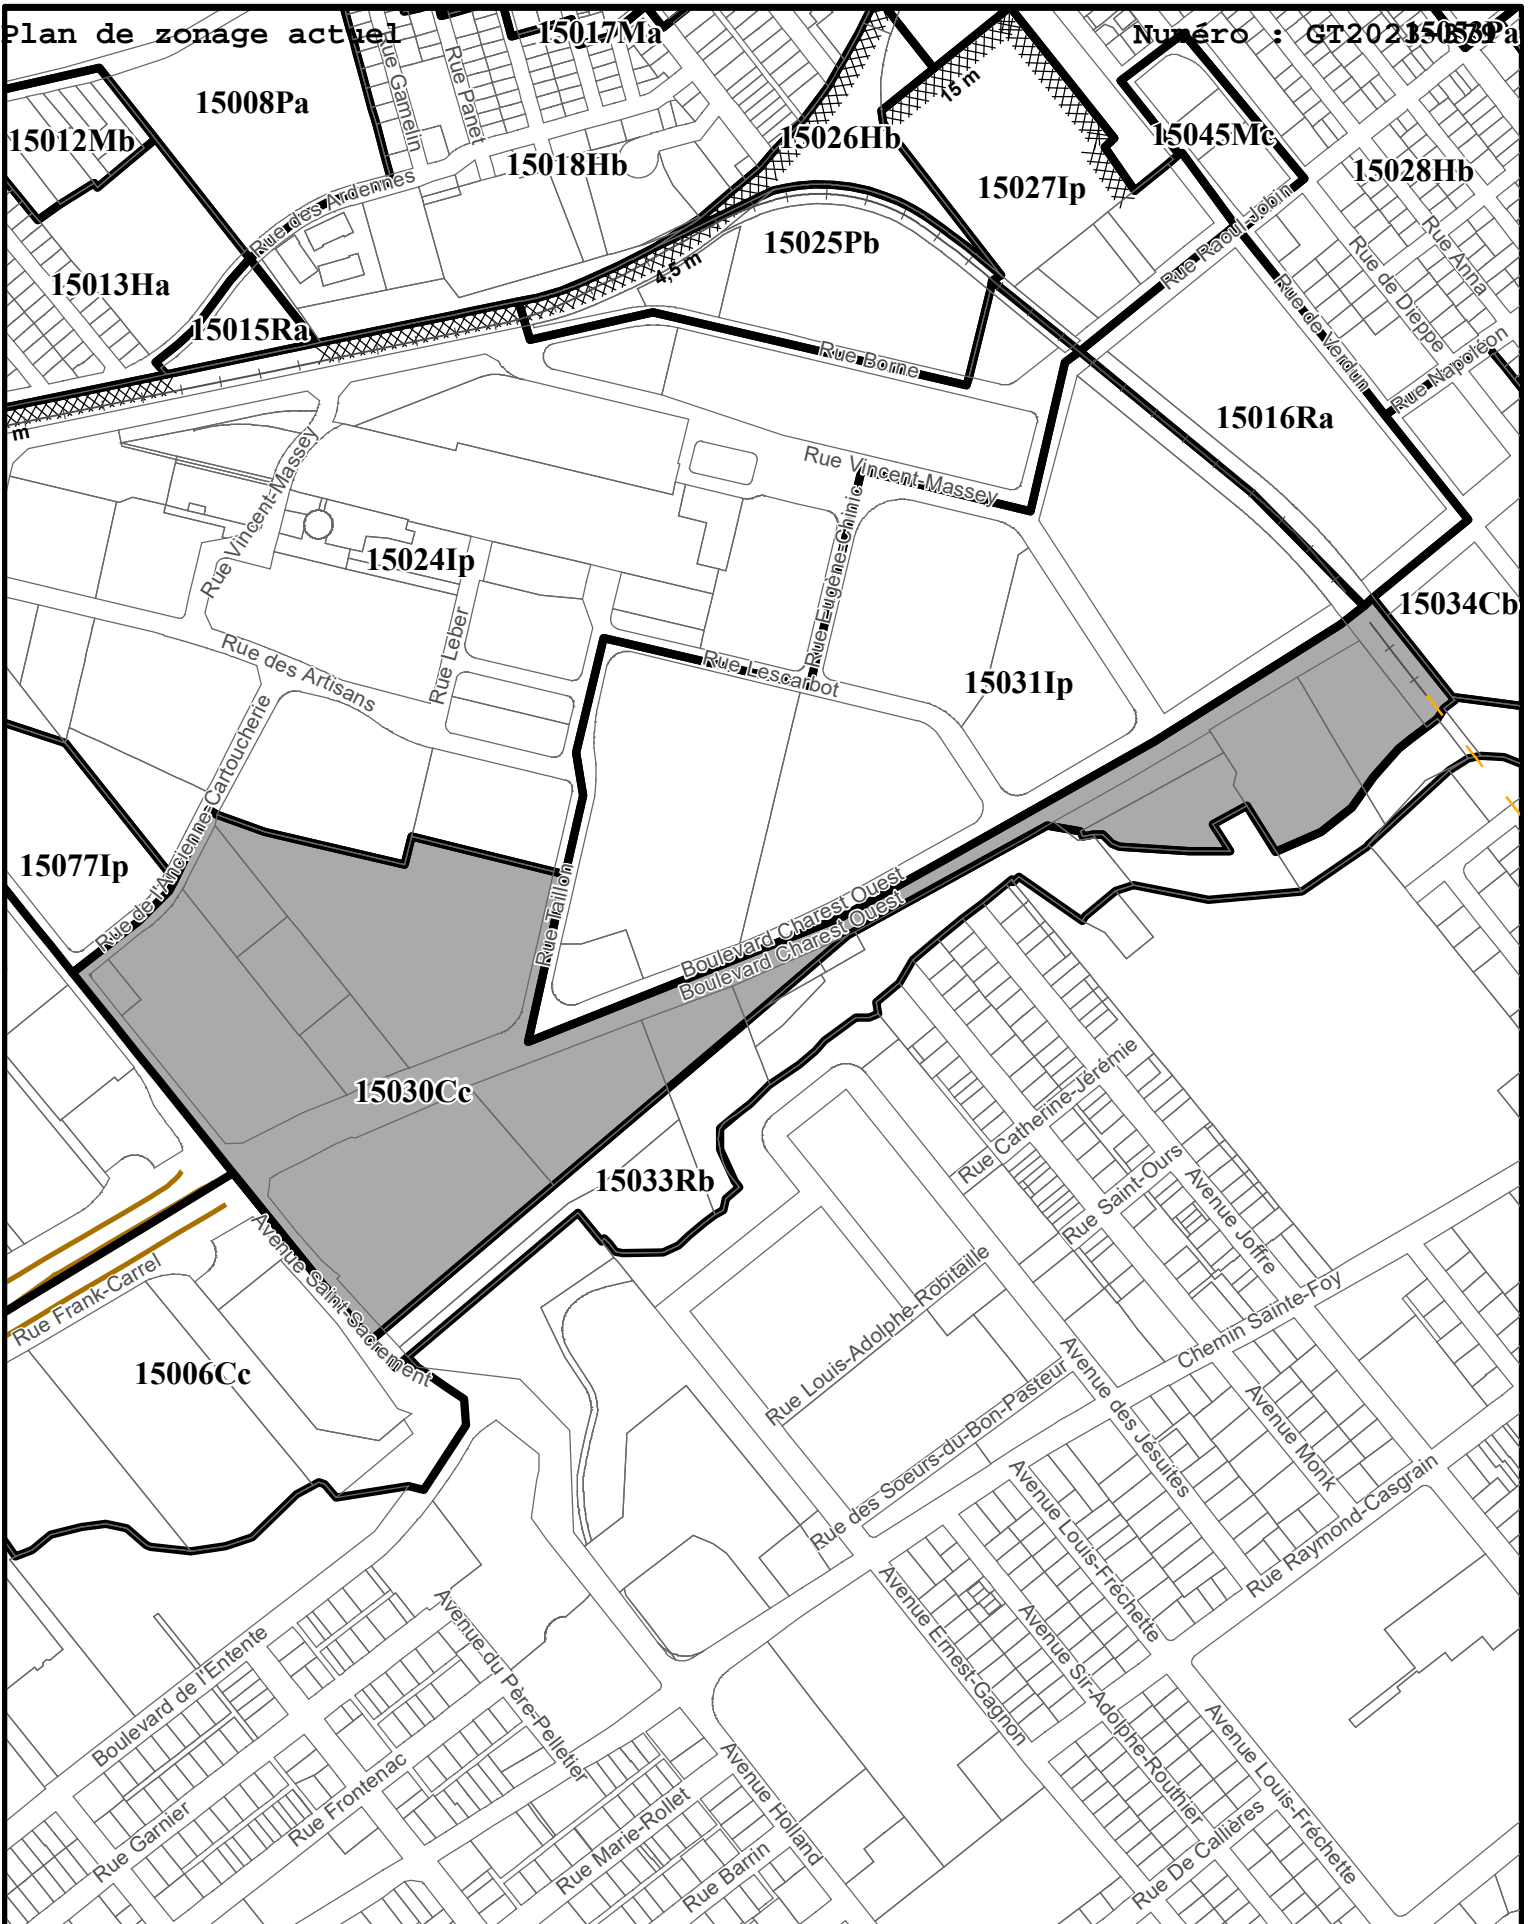 Plan de zonage actuel
15017Ma
15008Pa
Rue Gamelin
Rue Panet
15 m
15012Mb
15018Hb
15026Hb
15045Mc
15028Hb
15027Ip
Rue des Ardennes
Rue Raoul-Jobin
Rue Anna
15025Pb
4,5 m
15013Ha
Rue de Dieppe
15015Ra
Rue de Verdun
Rue Borne
Rue Napoléon
m
15016Ra
Rue Vincent-Massey
Rue Vincent-Massey
15024Ip
Rue Eugène-Chinic
15034Cb
Rue des Artisans
Rue Leber
Rue Lescarbot
15031Ip
Rue de l'Ancienne-Cartoucherie
15077Ip
Rue Taillon
Boulevard Charest Ouest
Boulevard Charest Ouest
15030Cc
15033Rb
Rue Catherine-Jérémie
Rue Saint-Ours
Avenue Joffre
Avenue Saint-Sacrement
Rue Frank-Carrel
15006Cc
Rue Louis-Adolphe-Robitaille
Chemin Sainte-Foy
Avenue des Jésuites
Avenue Monk
Rue des Soeurs-du-Bon-Pasteur
Avenue Louis-Fréchette
Rue Raymond-Casgrain
Avenue Ernest-Gagnon
Avenue Sir-Adolphe-Routhier
Avenue Louis-Fréchette
Boulevard de l'Entente
Avenue du Père-Pelletier
Rue Garnier
Rue Frontenac
Rue Marie-Rollet
Avenue Holland
Rue Barrin
Rue De Callières
Numéro :